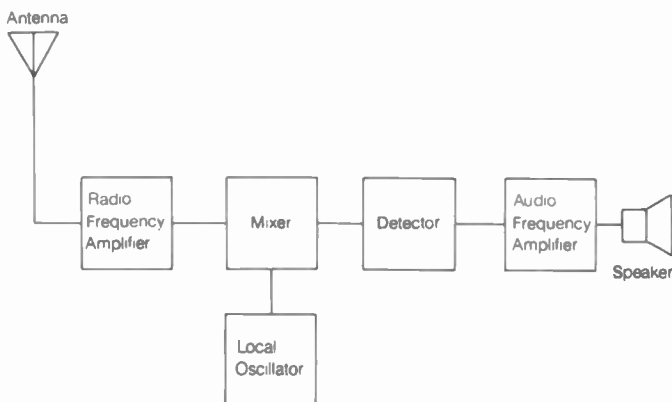 Antenna
Radio
Frequency
Amplifier
Mixer
Detector
Audio
Frequency
Amplifier
Speaker
Local
Oscillator